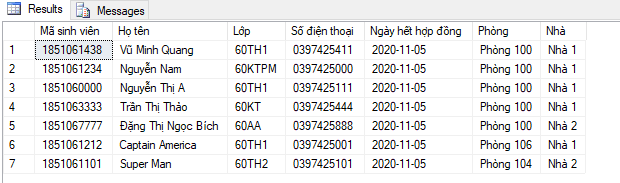 Results Messages
Mã sinh viên Họ tên Lớp Số điện thoại Ngày hết hợp đồng Phòng Nhà
1 1851061438 Vũ Minh Quang 60TH1 0397425411 2020-11-05 Phòng 100 Nhà 1
2 1851061234 Nguyễn Nam 60KTPM 0397425000 2020-11-05 Phòng 100 Nhà 1
3 1851060000 Nguyễn Thị A 60TH1 0397425111 2020-11-05 Phòng 100 Nhà 1
4 1851063333 Trần Thị Thảo 60KT 0397425444 2020-11-05 Phòng 100 Nhà 1
5 1851067777 Đặng Thị Ngọc Bích 60AA 0397425888 2020-11-05 Phòng 100 Nhà 2
6 1851061212 Captain America 60TH1 0397425001 2020-11-05 Phòng 106 Nhà 1
7 1851061101 Super Man 60TH2 0397425101 2020-11-05 Phòng 104 Nhà 2